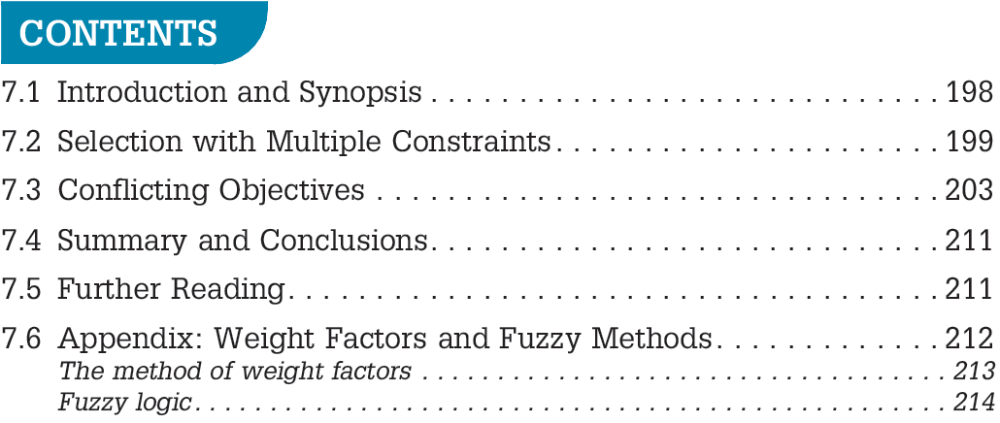 CONTENTS
7.1 Introduction and Synopsis . . . . . . . . . . . . . . . . . . . . . . . . . . . . . 198
7.2 Selection with Multiple Constraints . . . . . . . . . . . . . . . . . . . . . . 199
7.3 Conflicting Objectives . . . . . . . . . . . . . . . . . . . . . . . . . . . . . . . . 203
7.4 Summary and Conclusions . . . . . . . . . . . . . . . . . . . . . . . . . . . . . 211
7.5 Further Reading . . . . . . . . . . . . . . . . . . . . . . . . . . . . . . . . . . . . . 211
7.6 Appendix: Weight Factors and Fuzzy Methods . . . . . . . . . . . . . 212
The method of weight factors . . . . . . . . . . . . . . . . . . . . . . . . . . . . . . . . . . . . 213
Fuzzy logic . . . . . . . . . . . . . . . . . . . . . . . . . . . . . . . . . . . . . . . . . . . . . . . . . . . 214